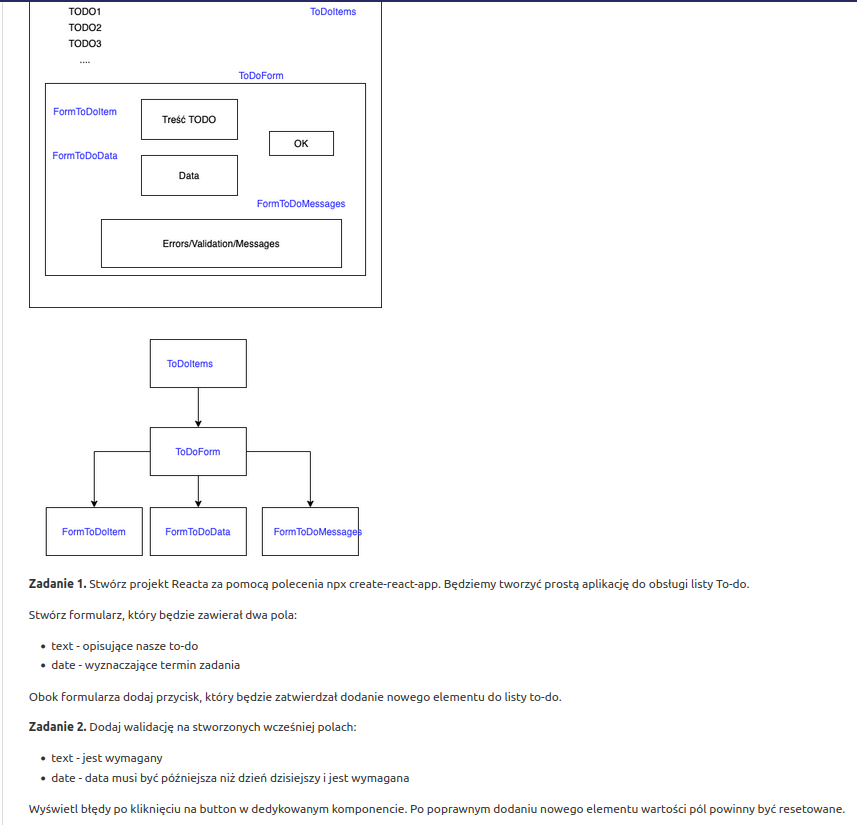 TODO1
ToDoItems
TODO2
TODO3
....
ToDoForm
FormToDoItem
Treść TODO
OK
FormToDoData
Data
FormToDoMessages
Errors/Validation/Messages
ToDoItems
ToDoForm
FormToDoItem
FormToDoData
FormToDoMessages
Zadanie 1. Stwórz projekt Reacta za pomocą polecenia npx create-react-app. Będziemy tworzyć prostą aplikację do obsługi listy To-do.
Stwórz formularz, który będzie zawierał dwa pola:
• text - opisujące nasze to-do
• date - wyznaczające termin zadania
Obok formularza dodaj przycisk, który będzie zatwierdzał dodanie nowego elementu do listy to-do.
Zadanie 2. Dodaj walidację na stworzonych wcześniej polach:
• text - jest wymagany
• date - data musi być późniejsza niż dzień dzisiejszy i jest wymagana
Wyświetl błędy po kliknięciu na button w dedykowanym komponencie. Po poprawnym dodaniu nowego elementu wartości pól powinny być resetowane.